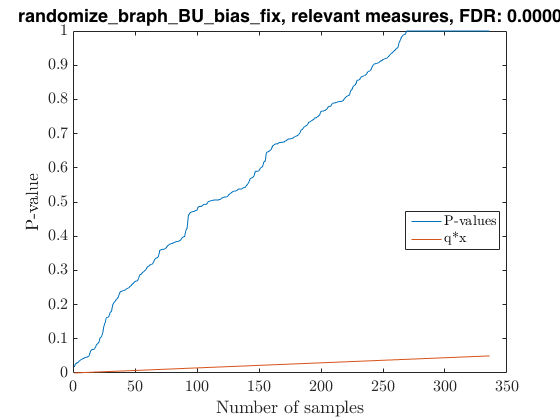 randomize_braph_BU_bias_fix, relevant measures, FDR: 0.0000
1
0.9
0.8
0.7
0.6
0.5
0.4
0.3
0.2
0.1
0
P-value
P-values
q*x
0 50 100 150 200 250 300 350
Number of samples